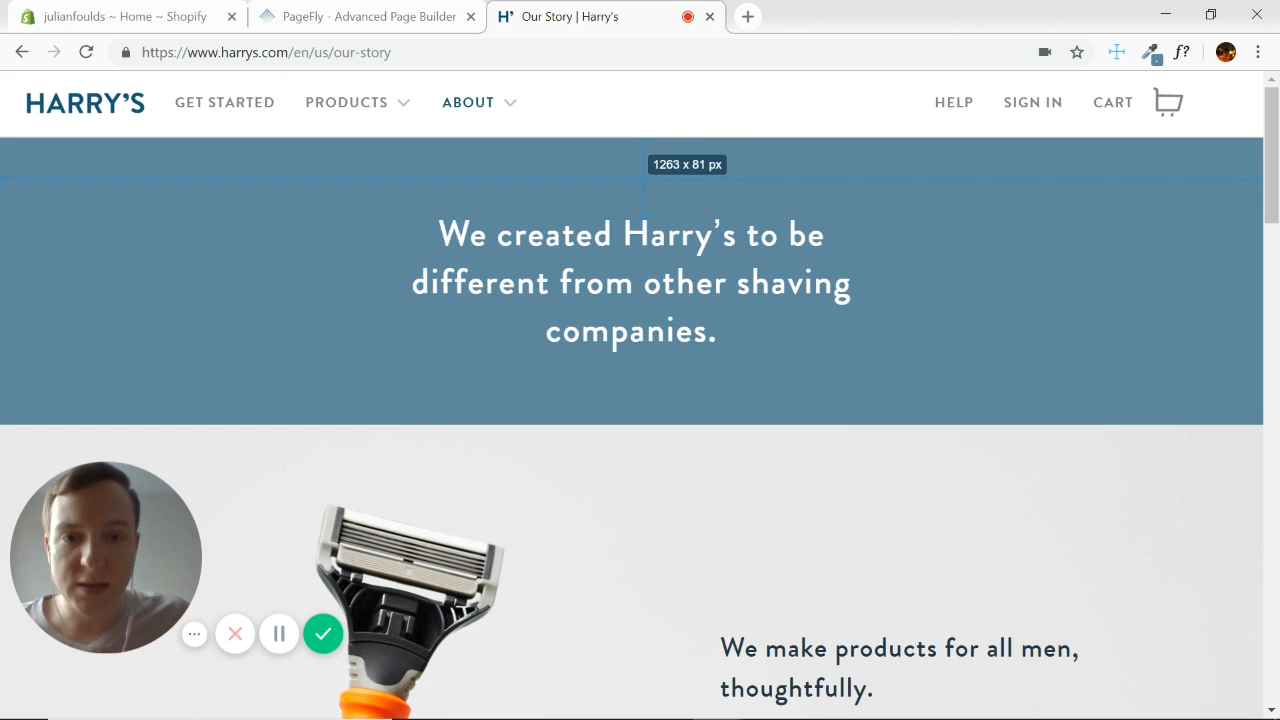 julianfoulds ~ Home ~ Shopify
PageFly - Advanced Page Builder
H' Our Story | Harry's
https://www.harrys.com/en/us/our-story
f?
HARRY'S GET STARTED PRODUCTS ABOUT HELP SIGN IN CART
1263 x 81 px
We created Harry's to be
different from other shaving
companies.
We make products for all men,
thoughtfully.